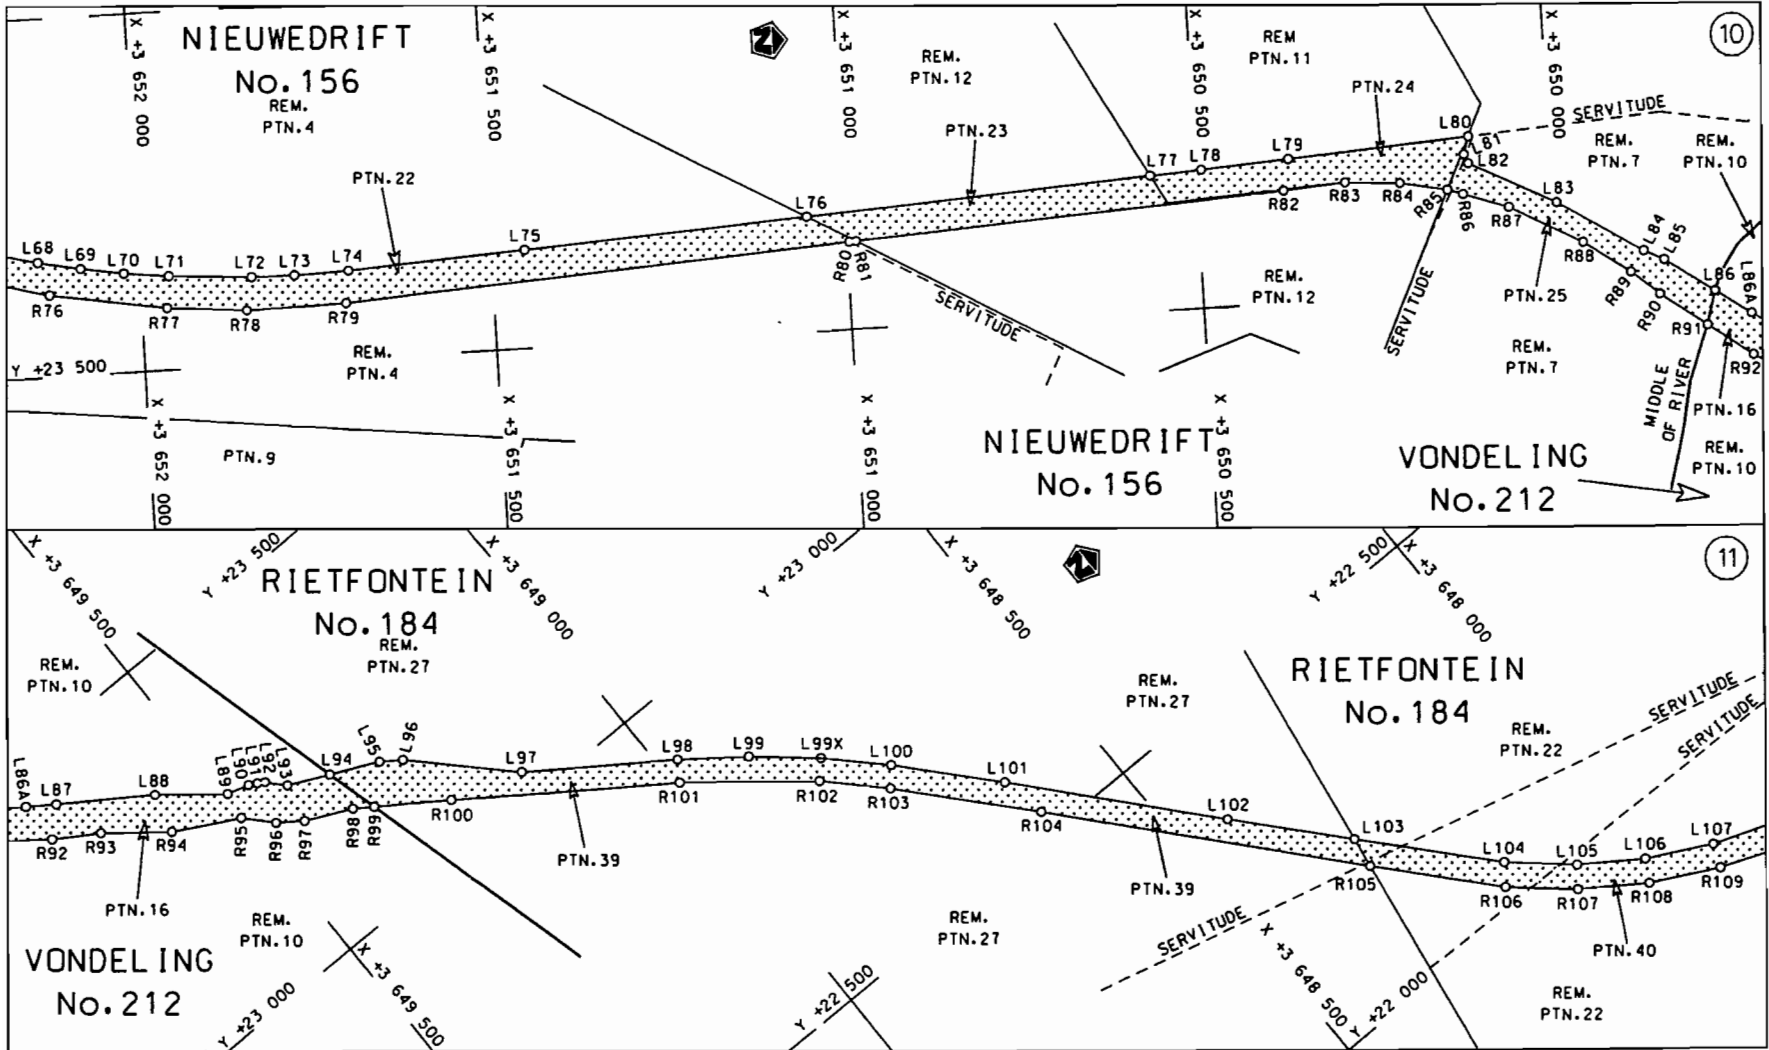 NIEUWEDRIFT
No.156
REM.
PTN.4
X +3 652 000
X +3 651 500
X +3 651 000
X +3 650 500
X +3 650 000
N
10
REM.
PTN.12
REM
PTN.11
PTN.24
PTN.23
PTN.22
SERVITUDE
REM.
PTN.7
REM.
PTN.10
L68
L69
L70
L71
L72
L73
L74
L75
L76
L77
L78
L79
L80
L81
L82
L83
L84
L85
L86
L86A
R76
R77
R78
R79
R80
R81
R82
R83
R84
R85
R86
R87
R88
R89
R90
R91
R92
REM.
PTN.4
Y +23 500
PTN.9
SERVITUDE
REM.
PTN.12
SERVITUDE
PTN.25
REM.
PTN.7
MIDDLE
OF RIVER
PTN.16
REM.
PTN.10
X +3 652 000
X +3 651 500
X +3 651 000
X +3 650 500
NIEUWEDRIFT
No.156
VONDELING
No.212
X +3 649 500
Y +23 500
X +3 649 000
Y +23 000
X +3 648 500
Y +22 500
X +3 648 000
N
11
RIETFONTEIN
No.184
REM.
PTN.27
REM.
PTN.10
REM.
PTN.27
RIETFONTEIN
No.184
REM.
PTN.22
SERVITUDE
SERVITUDE
L86A
L87
L88
L89
L90
L91
L92
L93
L94
L95
L96
L97
L98
L99
L99X
L100
L101
L102
L103
L104
L105
L106
L107
R92
R93
R94
R95
R96
R97
R98
R99
R100
R101
R102
R103
R104
R105
R106
R107
R108
R109
PTN.16
PTN.39
PTN.39
PTN.40
REM.
PTN.10
REM.
PTN.27
SERVITUDE
REM.
PTN.22
VONDELING
No.212
Y +23 000
X +3 649 500
Y +22 500
X +3 648 500
Y +22 000